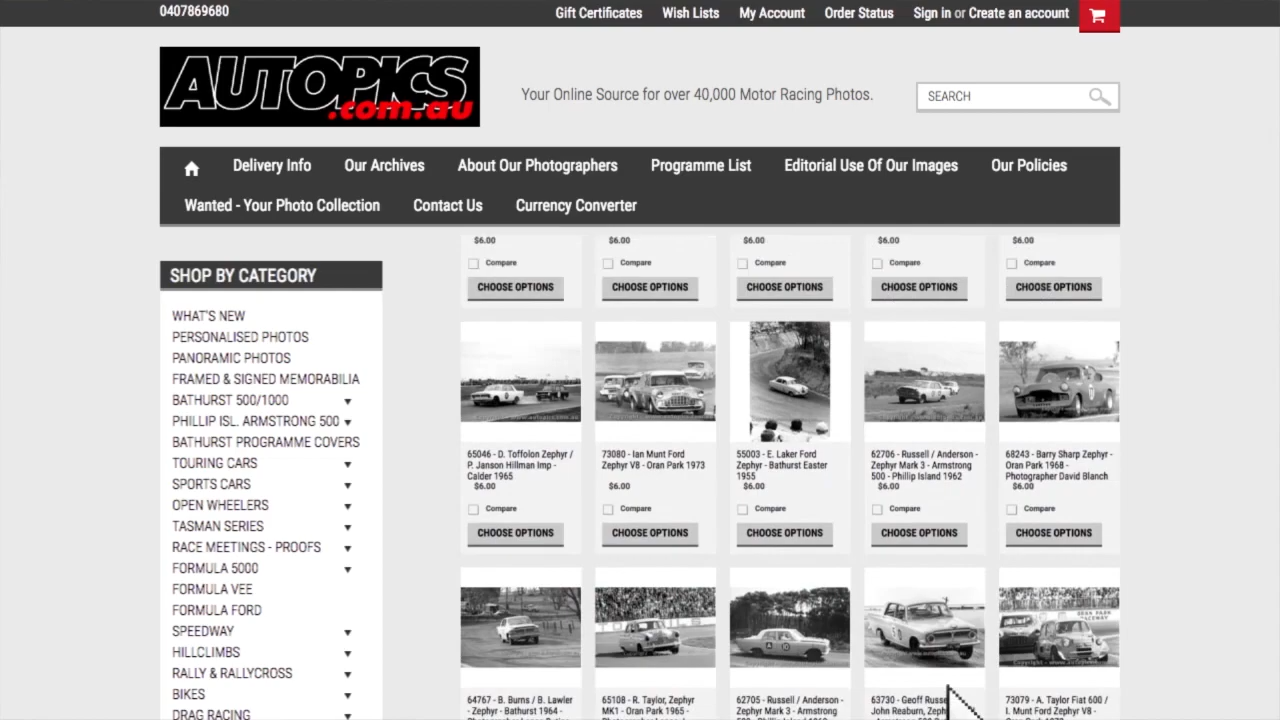 0407869680
Gift Certificates Wish Lists My Account Order Status Sign in or Create an account
AUTOPICS
.com.au
Your Online Source for over 40,000 Motor Racing Photos.
SEARCH
Delivery Info Our Archives About Our Photographers Programme List Editorial Use Of Our Images Our Policies
Wanted - Your Photo Collection Contact Us Currency Converter
SHOP BY CATEGORY
WHAT'S NEW
PERSONALISED PHOTOS
PANORAMIC PHOTOS
FRAMED & SIGNED MEMORABILIA
BATHURST 500/1000
PHILLIP ISL. ARMSTRONG 500
BATHURST PROGRAMME COVERS
TOURING CARS
SPORTS CARS
OPEN WHEELERS
TASMAN SERIES
RACE MEETINGS - PROOFS
FORMULA 5000
FORMULA VEE
FORMULA FORD
SPEEDWAY
HILLCLIMBS
RALLY & RALLYCROSS
BIKES
DRAG RACING
$6.00 $6.00 $6.00 $6.00 $6.00
Compare Compare Compare Compare Compare
CHOOSE OPTIONS CHOOSE OPTIONS CHOOSE OPTIONS CHOOSE OPTIONS CHOOSE OPTIONS
65046 - D. Toffolon Zephyr /
P. Janson Hillman Imp -
Calder 1965
$6.00
Compare
CHOOSE OPTIONS
73080 - Ian Munt Ford
Zephyr V8 - Oran Park 1973
$6.00
Compare
CHOOSE OPTIONS
55003 - E. Laker Ford
Zephyr - Bathurst Easter
1955
$6.00
Compare
CHOOSE OPTIONS
62706 - Russell / Anderson -
Zephyr Mark 3 - Armstrong
500 - Phillip Island 1962
$6.00
Compare
CHOOSE OPTIONS
68243 - Barry Sharp Zephyr -
Oran Park 1968 -
Photographer David Blanch
$6.00
Compare
CHOOSE OPTIONS
64767 - B. Burns / B. Lawler
- Zephyr - Bathurst 1964 -
65108 - R. Taylor, Zephyr
MK1 - Oran Park 1965 -
62705 - Russell / Anderson -
Zephyr Mark 3 - Armstrong
63730 - Geoff
John Reaburn,
73079 - A. Taylor Fiat 600 /
I. Munt Ford Zephyr V8 -